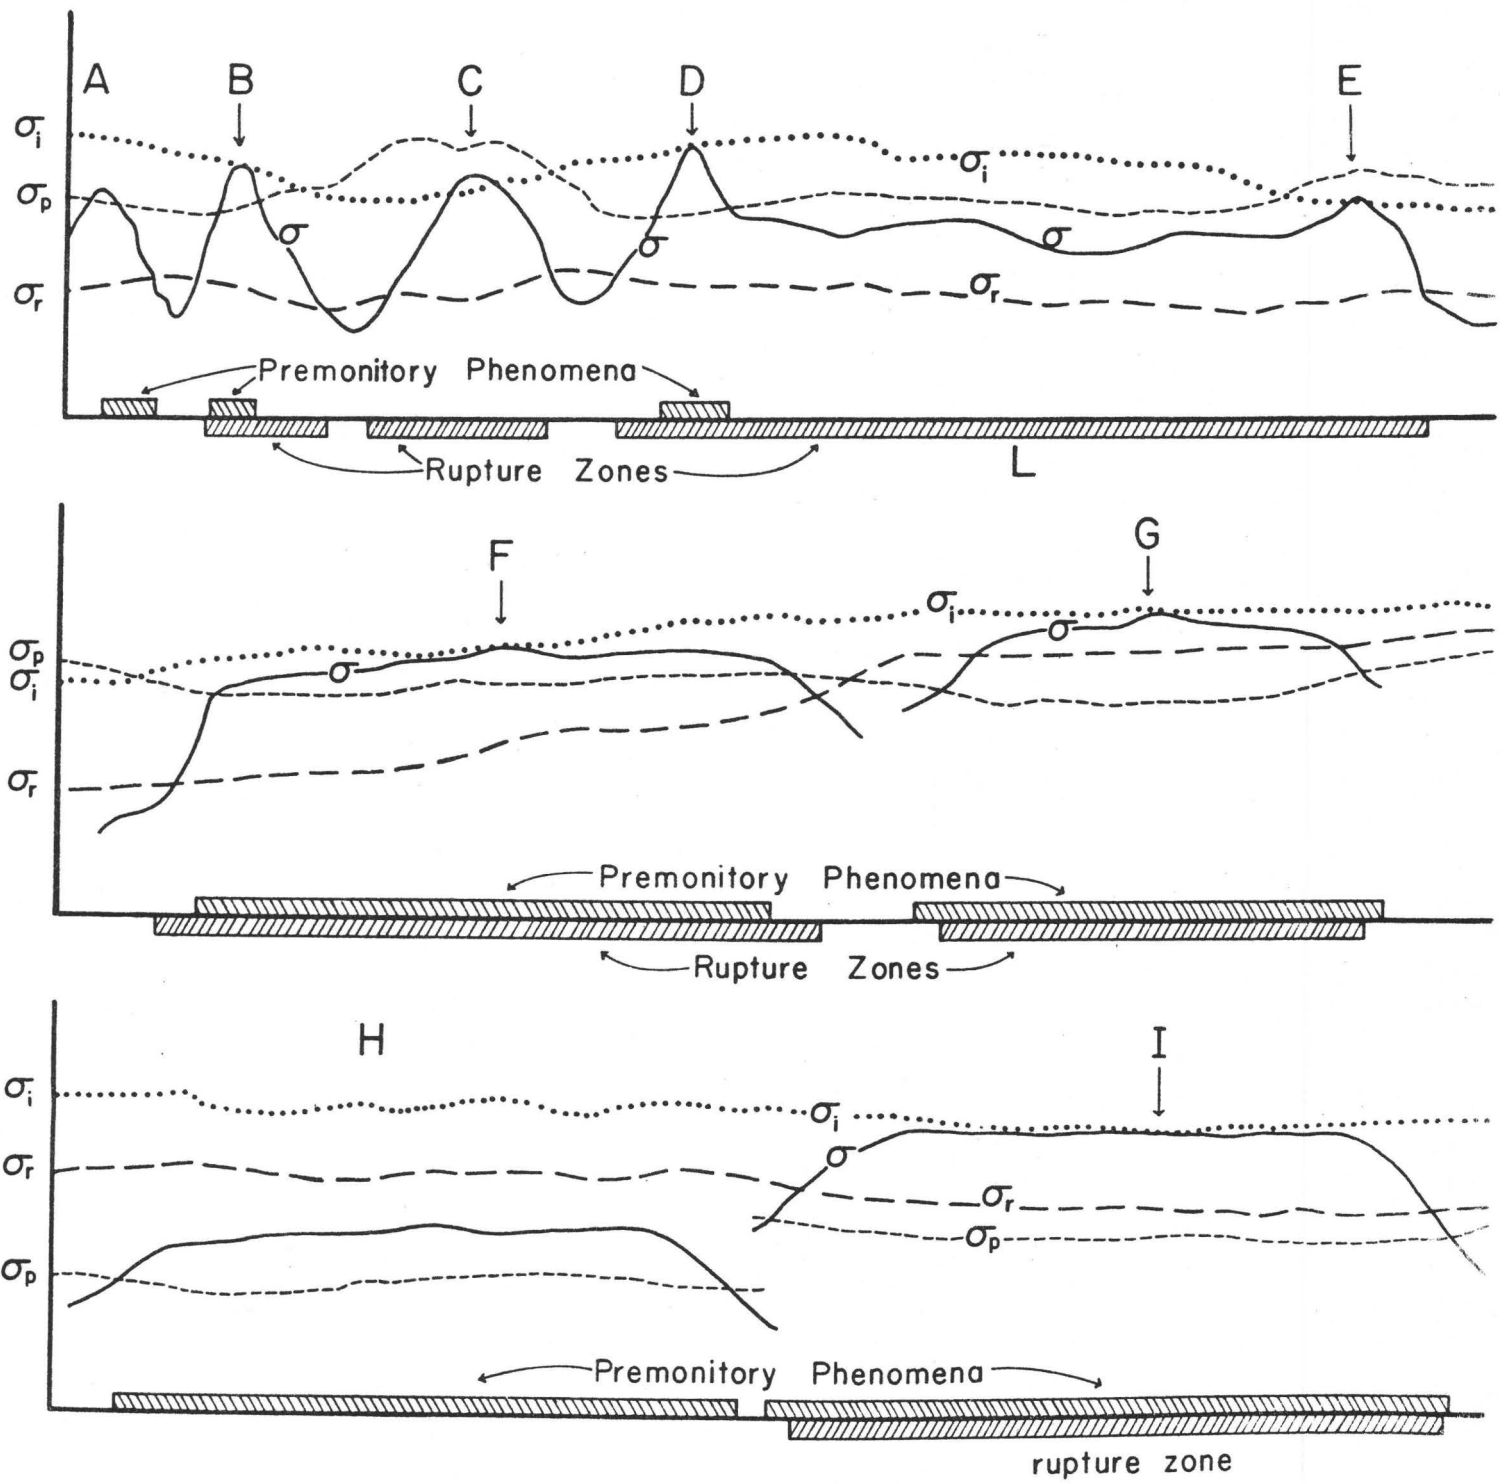 A B C D E
σi
σi
σp
σ σ σ
σr
σr
Premonitory Phenomena
Rupture Zones
L
F G
σi
σp
σ
σi
σ
σr
Premonitory Phenomena
Rupture Zones
H I
σi
σi
σr
σ
σr
σp
σp
Premonitory Phenomena
rupture zone